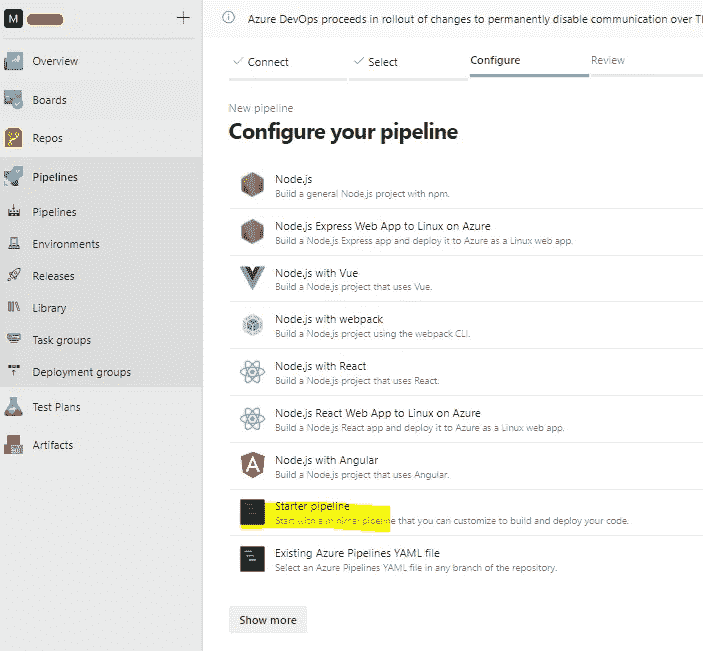 M
Azure DevOps proceeds in rollout of changes to permanently disable communication over
Overview
Boards
Repos
Pipelines
Pipelines
Environments
Releases
Library
Task groups
Deployment groups
Test Plans
Artifacts
Connect
Select
Configure
Review
New pipeline
Configure your pipeline
Node.js
Build a general Node.js project with npm.
Node.js Express Web App to Linux on Azure
Build a Node.js Express app and deploy it to Azure as a Linux web app.
Node.js with Vue
Build a Node.js project that uses Vue.
Node.js with webpack
Build a Node.js project using the webpack CLI.
Node.js with React
Build a Node.js project that uses React.
Node.js React Web App to Linux on Azure
Build a Node.js React app and deploy it to Azure as a Linux web app.
Node.js with Angular
Build a Node.js project that uses Angular.
Starter pipeline
Start with a minimal pipeline that you can customize to build and deploy your code.
Existing Azure Pipelines YAML file
Select an Azure Pipelines YAML file in any branch of the repository.
Show more